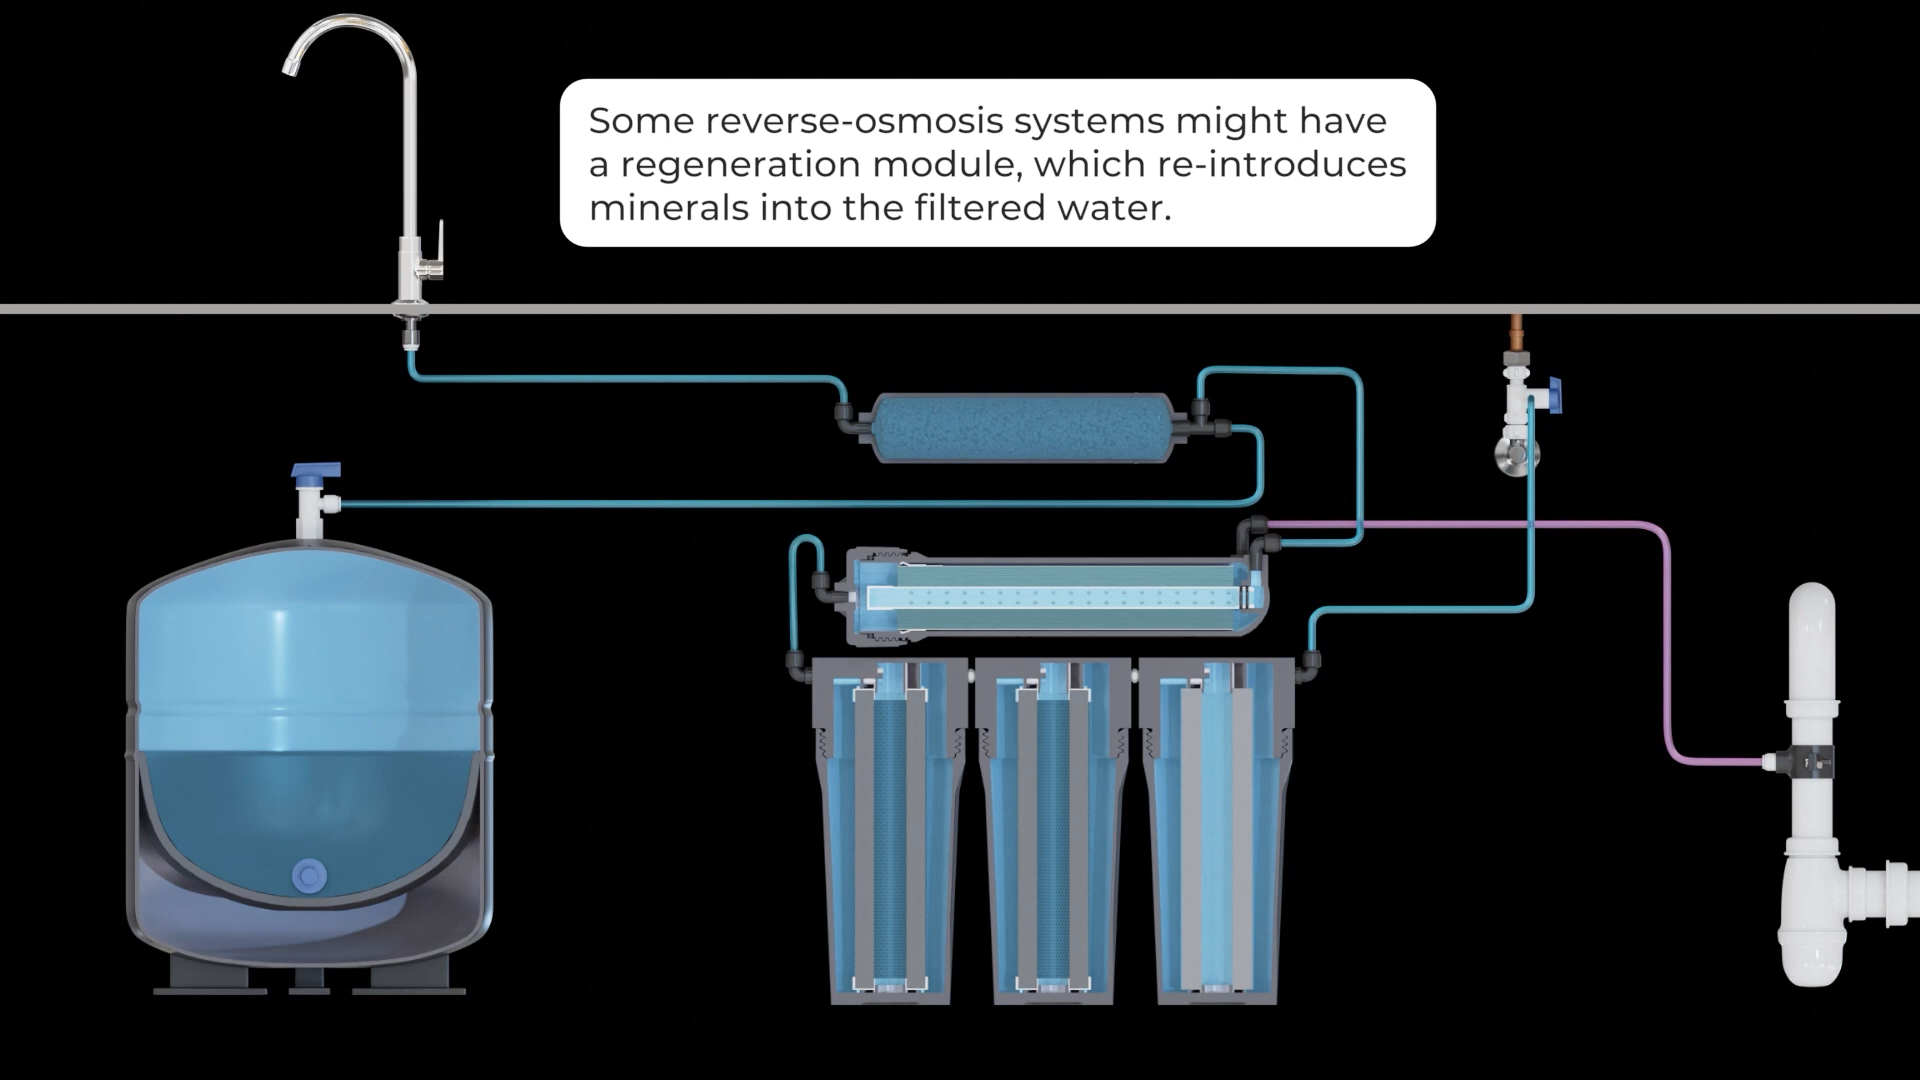 Some reverse-osmosis systems might have
a regeneration module, which re-introduces
minerals into the filtered water.